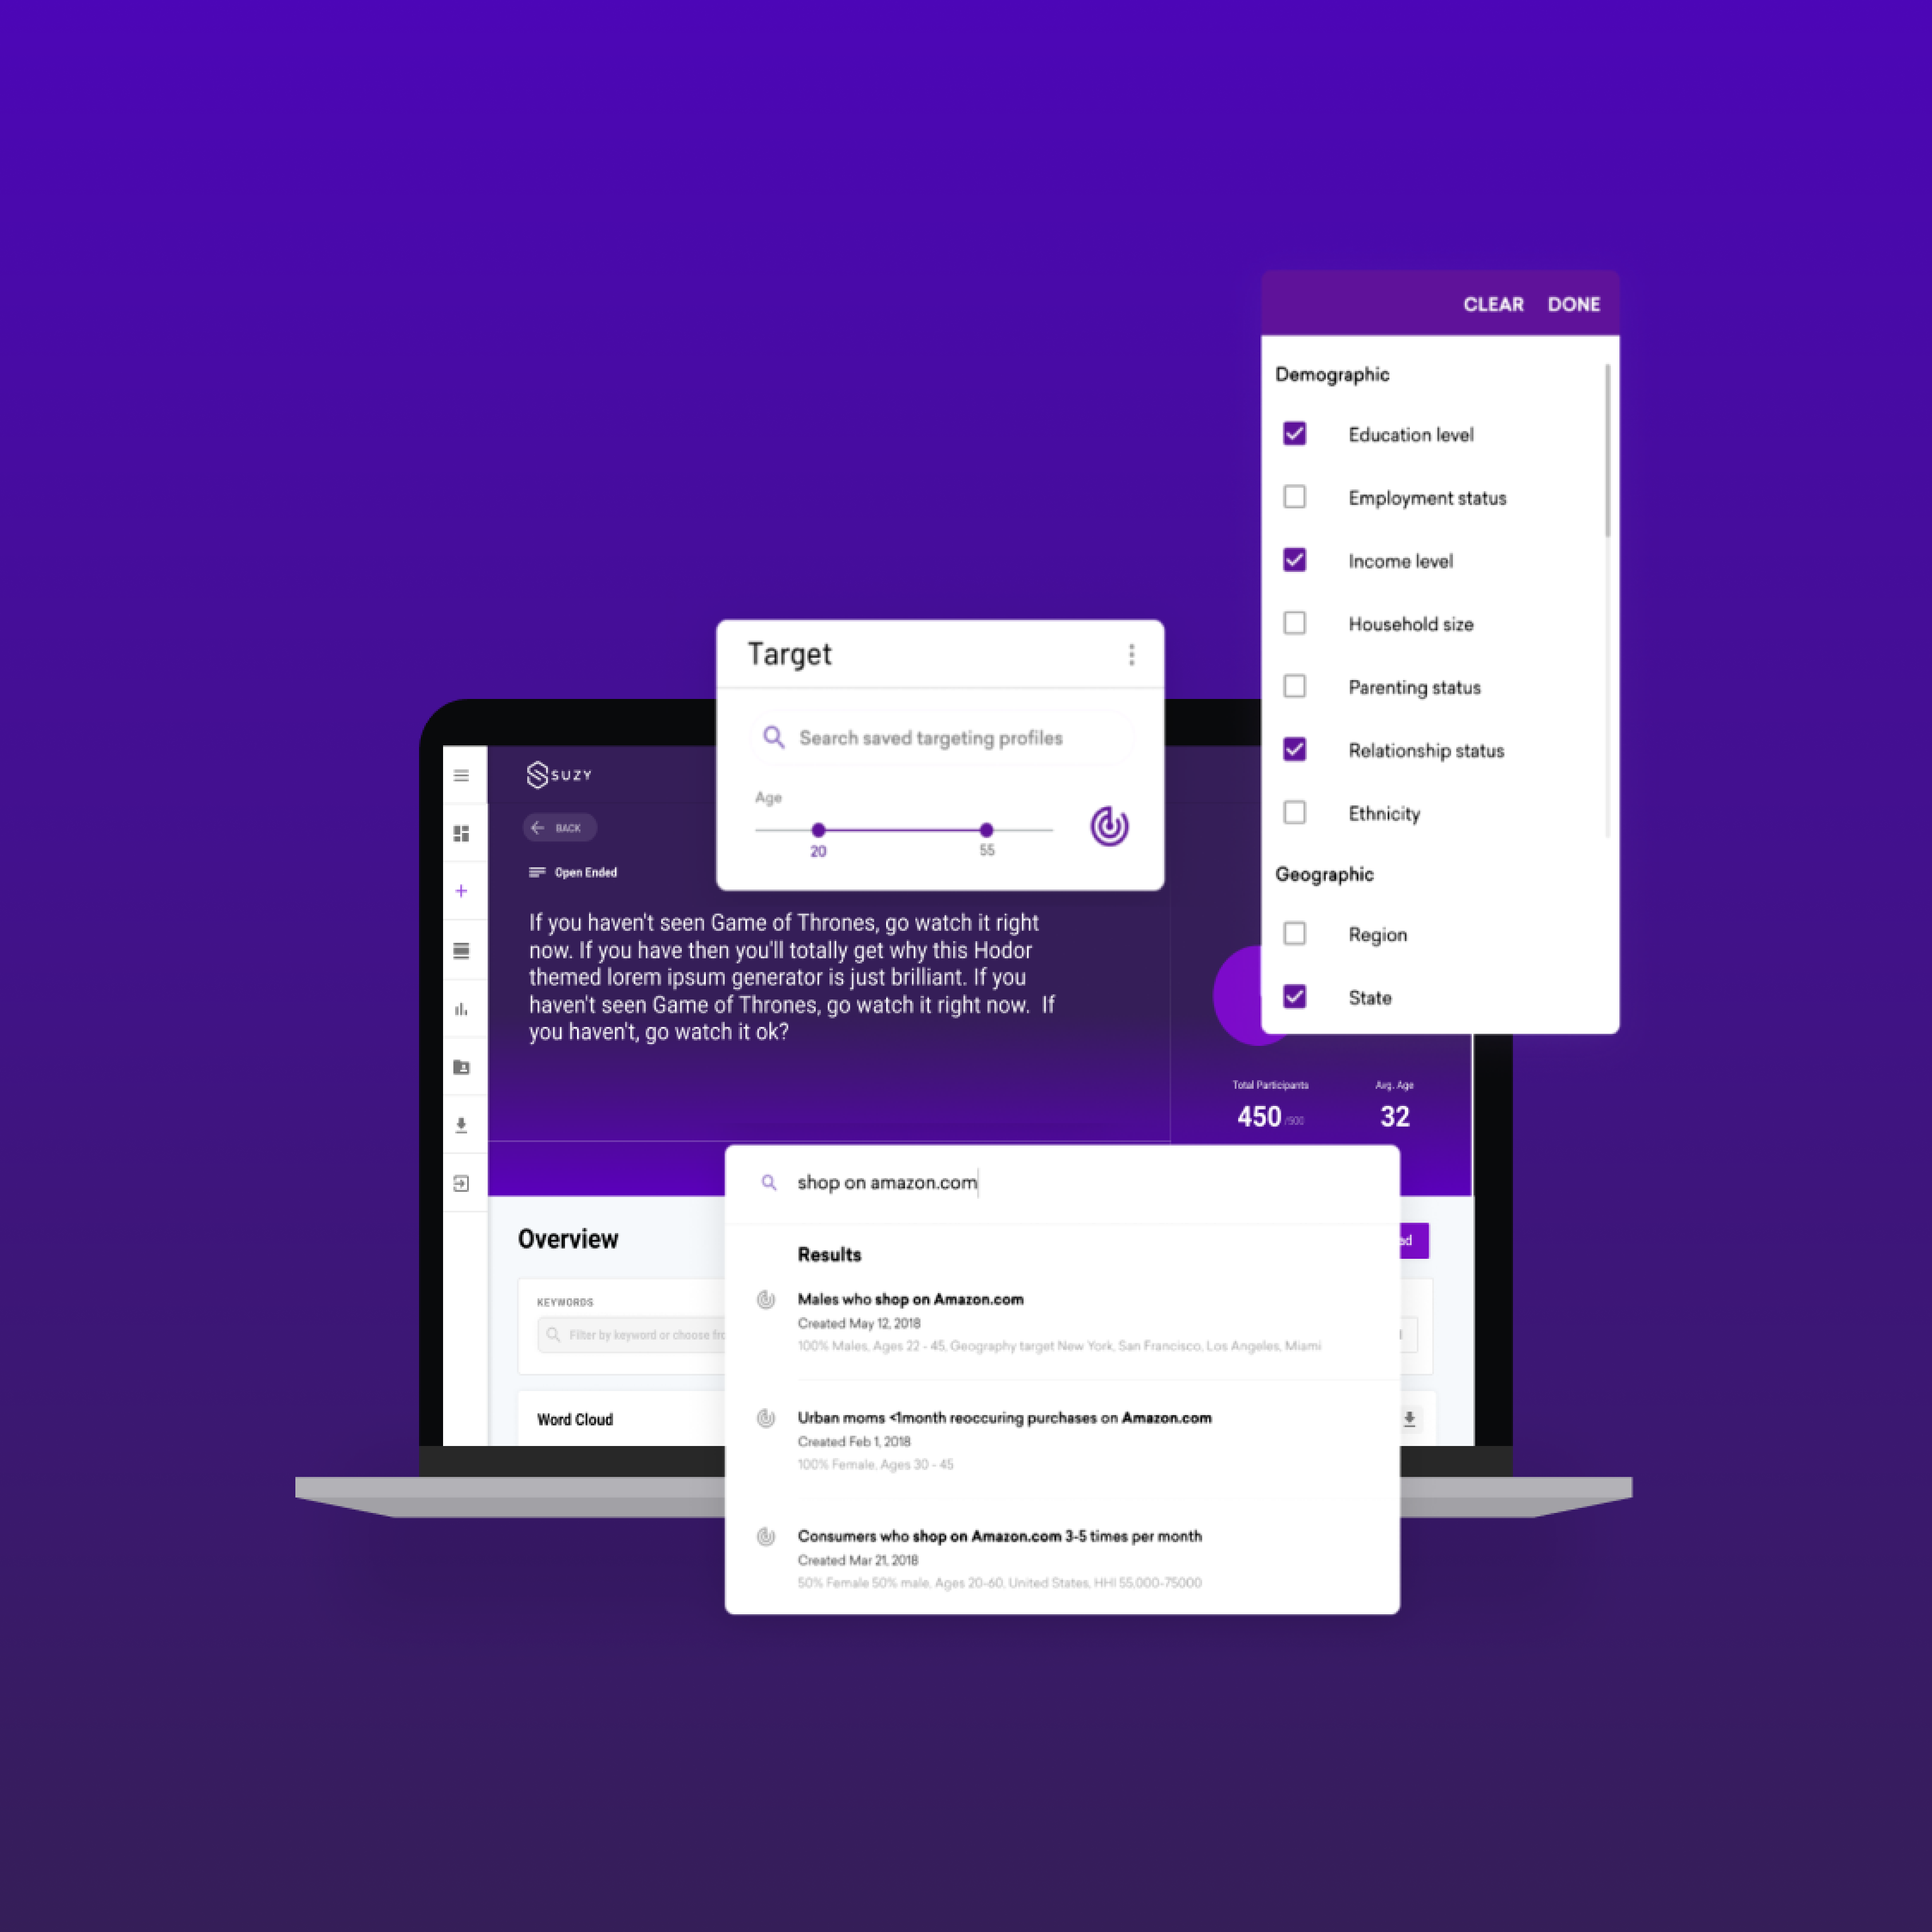 CLEAR DONE
Demographic
Education level
Employment status
Income level
Household size
Parenting status
Relationship status
Ethnicity
Geographic
Region
State
Target
Search saved targeting profiles
Age
20
55
SUZY
BACK
Open Ended
If you haven't seen Game of Thrones, go watch it right
now. If you have then you'll totally get why this Hodor
themed lorem ipsum generator is just brilliant. If you
haven't seen Game of Thrones, go watch it right now. If
you haven't, go watch it ok?
Total Participants
450 /900
Avg. Age
32
Overview
KEYWORDS
Filter by keyword or choose
Word Cloud
shop on amazon.com
Results
Males who shop on Amazon.com
Created May 12, 2018
100% Males, Ages 22 - 45, Geography target New York, San Francisco, Los Angeles, Miami
Urban moms <1month reoccuring purchases on Amazon.com
Created Feb 1, 2018
100% Female, Ages 30 - 45
Consumers who shop on Amazon.com 3-5 times per month
Created Mar 21, 2018
50% Female 50% male, Ages 20-60, United States, HHI 55,000-75000